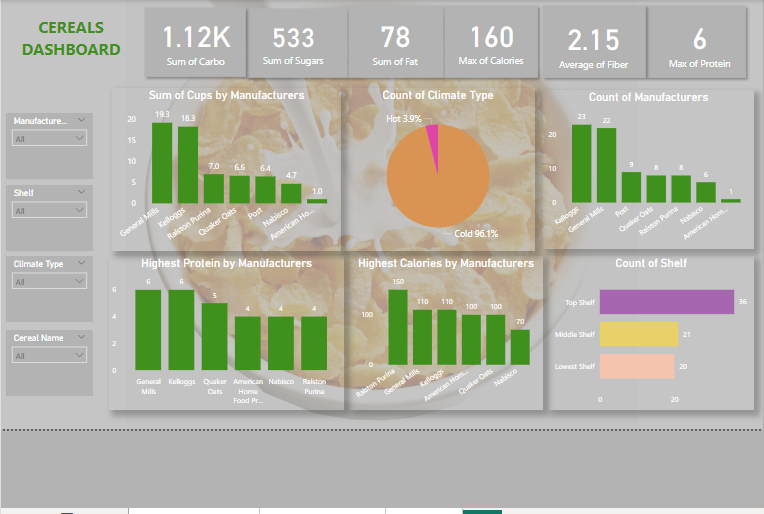 CEREALS
DASHBOARD
1.12K
Sum of Carbo
533
Sum of Sugars
78
Sum of Fat
160
Max of Calories
2.15
Average of Fiber
6
Max of Protein
Manufacture...
All
Shelf
All
Climate Type
All
Cereal Name
All
Sum of Cups by Manufacturers
20
15
10
5
0
19.3
18.3
7.0
6.6
6.4
4.7
1.0
General Mills
Kelloggs
Ralston Purina
Quaker Oats
Post
Nabisco
American Ho...
Count of Climate Type
Hot 3.9%
Cold 96.1%
Count of Manufacturers
20
10
0
23
22
9
8
8
6
1
Kelloggs
General Mills
Post
Quaker Oats
Ralston Purina
Nabisco
American Hom...
Highest Protein by Manufacturers
6
4
2
0
6
6
5
4
4
4
General
Mills
Kelloggs
Quaker
Oats
American
Home
Food Pr...
Nabisco
Ralston
Purina
Highest Calories by Manufacturers
100
0
150
110
110
100
100
70
Ralston Purina
General Mills
Kelloggs
American Hom...
Quaker Oats
Nabisco
Count of Shelf
Top Shelf
36
Middle Shelf
21
Lowest Shelf
20
0
20